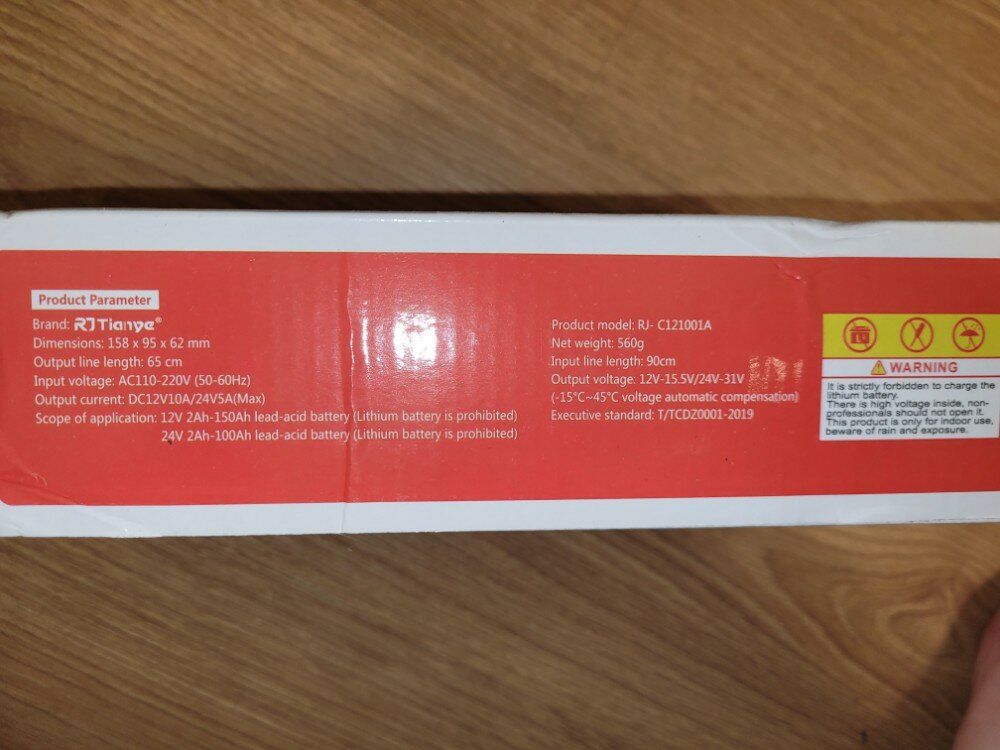 Product Parameter
Brand: RJTianye®
Dimensions: 158 x 95 x 62 mm
Output line length: 65 cm
Input voltage: AC110-220V (50-60Hz)
Output current: DC12V10A/24V5A(Max)
Scope of application: 12V 2Ah-150Ah lead-acid battery (Lithium battery is prohibited)
24V 2Ah-100Ah lead-acid battery (Lithium battery is prohibited)
Product model: RJ- C121001A
Net weight: 560g
Input line length: 90cm
Output voltage: 12V-15.5V/24V-31V
(-15°C~45°C voltage automatic compensation)
Executive standard: T/TCDZ0001-2019
WARNING
It is strictly forbidden to charge the
lithium battery.
There is high voltage inside, non-
professionals should not open it.
This product is only for indoor use,
beware of rain and exposure.